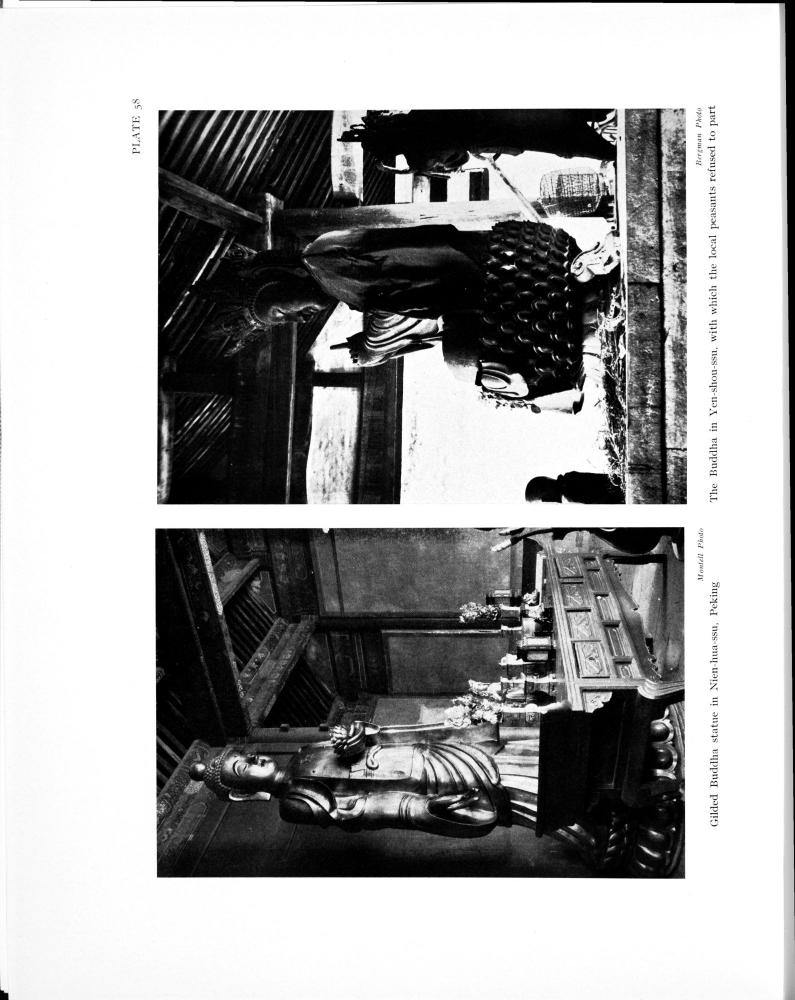 PLATE 58
Montell Photo
Gilded Buddha statue in Nien-hua-ssu, Peking
Bergman Photo
The Buddha in Yen-shou-ssu, with which the local peasants refused to part